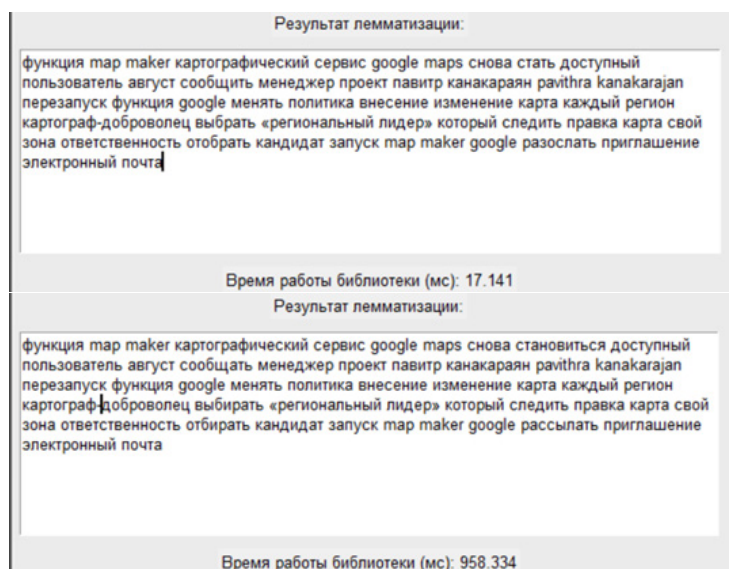 Результат лемматизации:
функция map maker картографический сервис google maps снова стать доступный
пользователь август сообщить менеджер проект павитр канакараян pavithra kanakarajan
перезапуск функция google менять политика внесение изменение карта каждый регион
картограф-доброволец выбрать «региональный лидер» который следить правка карта свой
зона ответственность отобрать кандидат запуск map maker google разослать приглашение
электронный почта
Время работы библиотеки (мс): 17.141
Результат лемматизации:
функция map maker картографический сервис google maps снова становиться доступный
пользователь август сообщать менеджер проект павитр канакараян pavithra kanakarajan
перезапуск функция google менять политика внесение изменение карта каждый регион
картограф-доброволец выбирать «региональный лидер» который следить правка карта свой
зона ответственность отбирать кандидат запуск map maker google рассылать приглашение
электронный почта
Время работы библиотеки (мс): 958.334